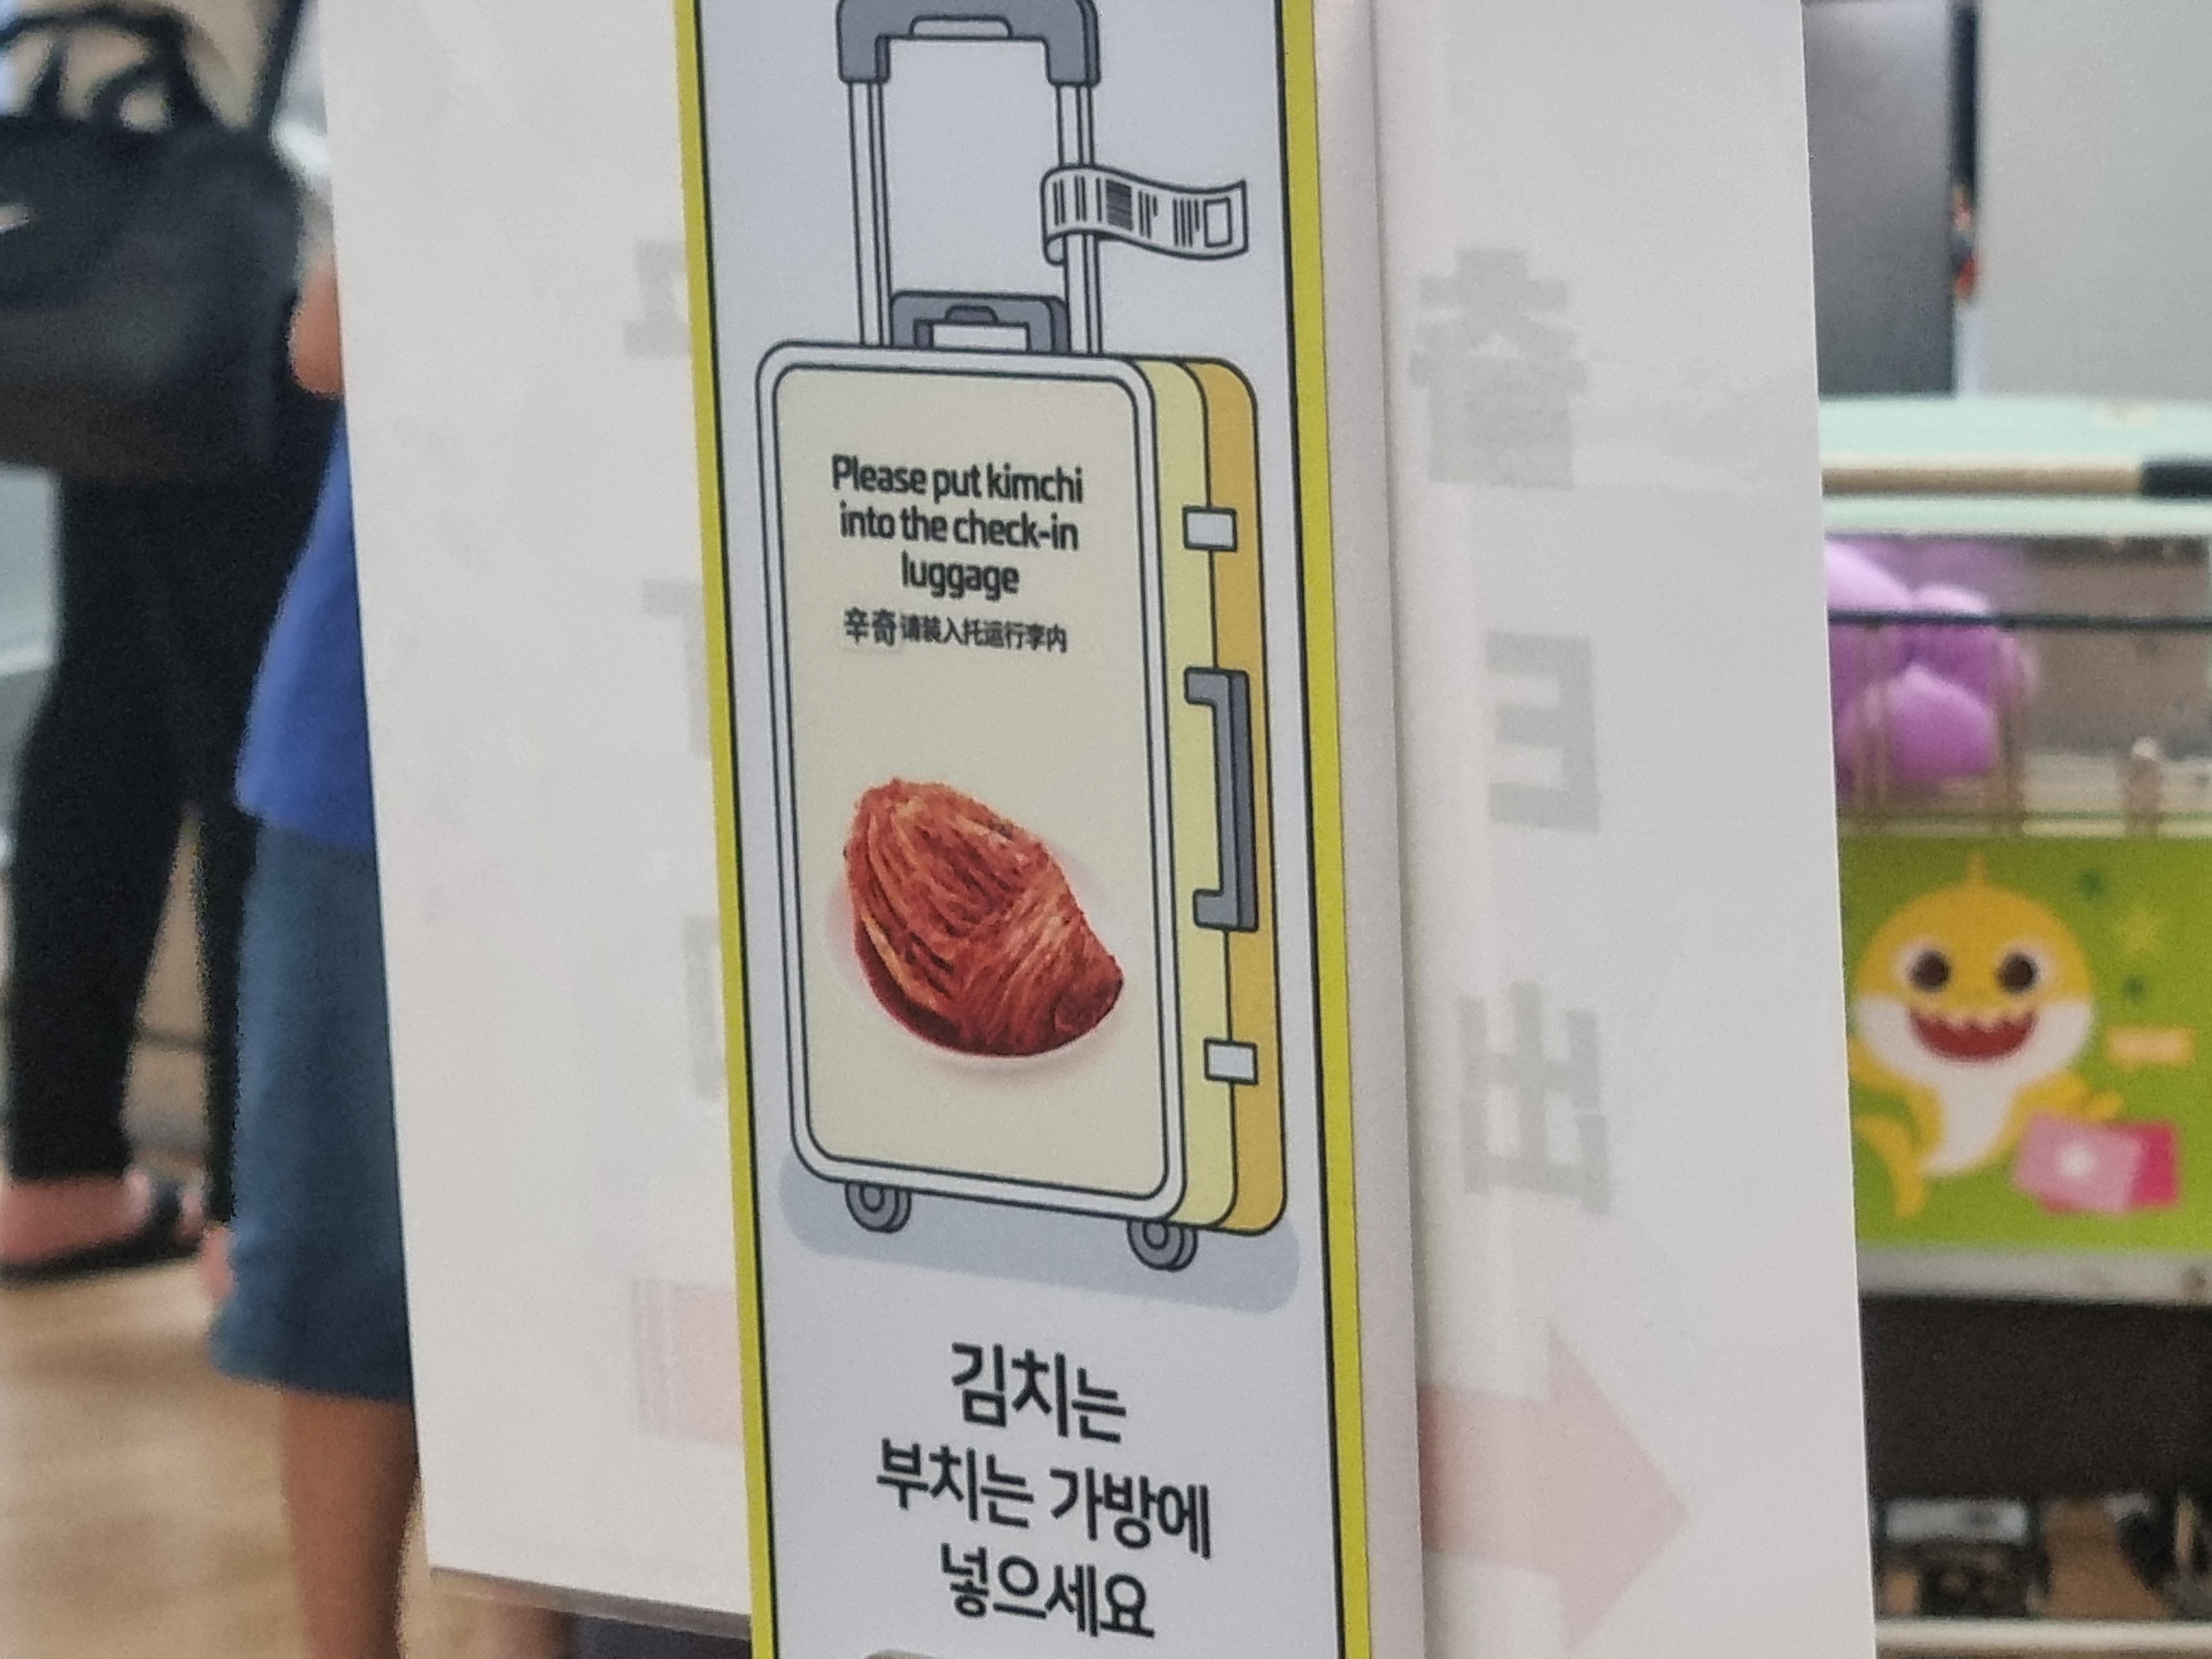 Please put kimchi
into the check-in
luggage
辛奇请装入托运行李内
김치는
부치는 가방에
넣으세요